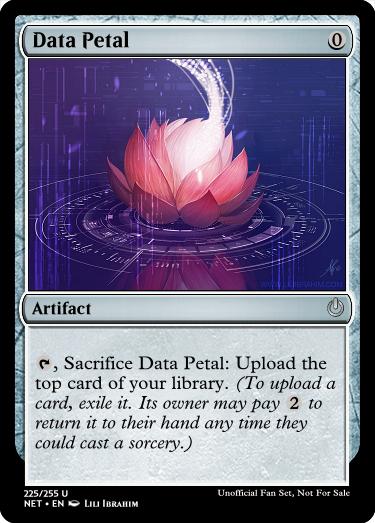 Data Petal 0
Artifact
, Sacrifice Data Petal: Upload the
top card of your library. (To upload a
card, exile it. Its owner may pay 2 to
return it to their hand any time they
could cast a sorcery.)
225/255 U
NET • EN Lili Ibrahim
Unofficial Fan Set, Not For Sale